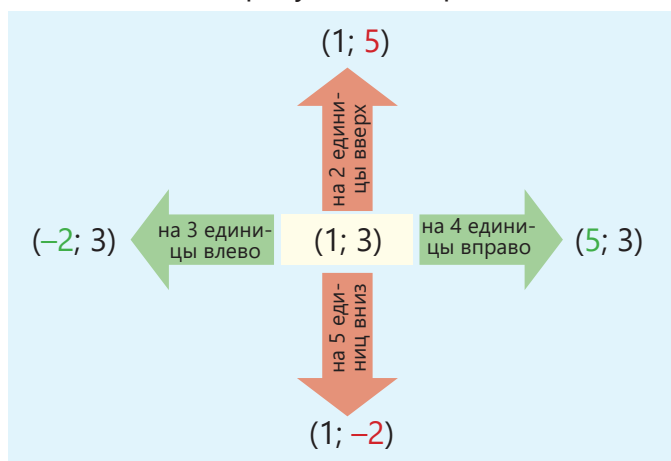 (1; 5)
на 2 едини-
цы вверх
(–2; 3)
на 3 едини-
цы влево
(1; 3)
на 4 едини-
цы вправо
(5; 3)
на 5 еди-
ниц вниз
(1; –2)